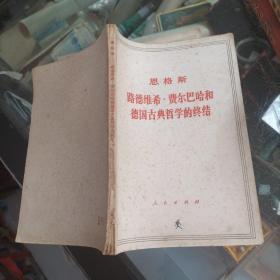 恩格斯
路德维希·费尔巴哈和
德国古典哲学的终结
人民出版社